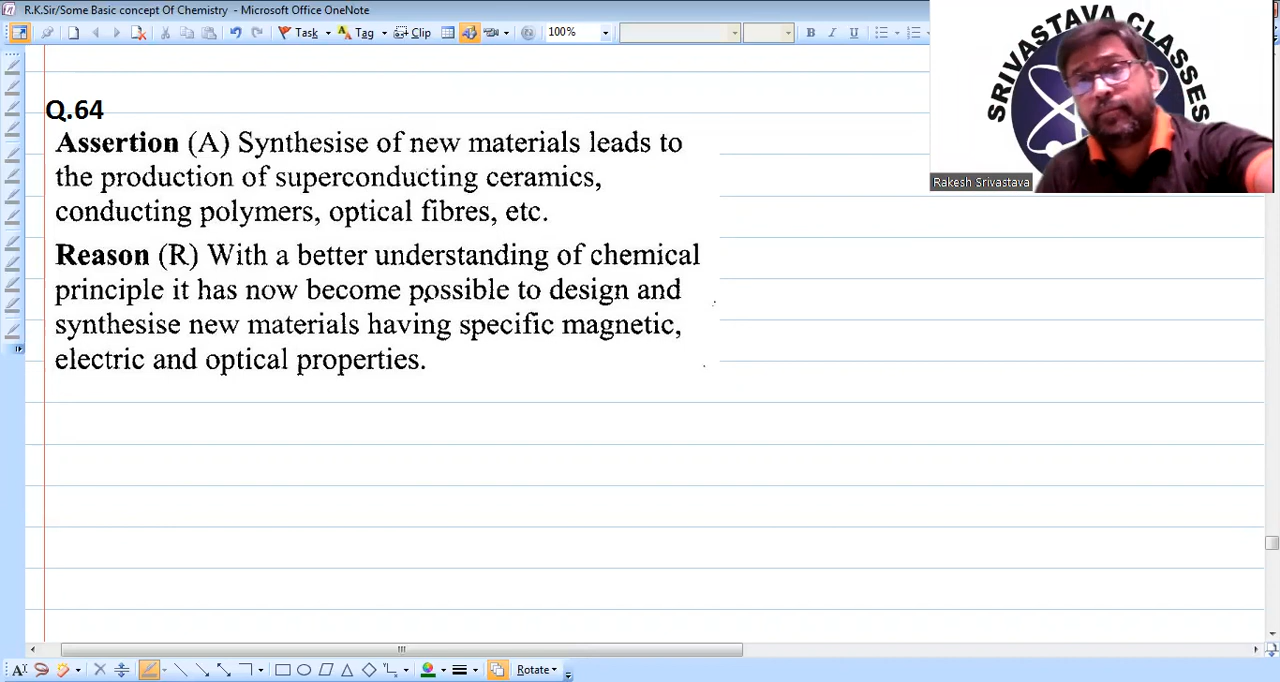 R.K.Sir/Some Basic concept Of Chemistry - Microsoft Office OneNote
Task
Tag
Clip
100%
B I U
SRIVASTAVA CLASSES
Rakesh Srivastava
Q.64
Assertion (A) Synthesise of new materials leads to
the production of superconducting ceramics,
conducting polymers, optical fibres, etc.
Reason (R) With a better understanding of chemical
principle it has now become possible to design and
synthesise new materials having specific magnetic,
electric and optical properties.
Rotate